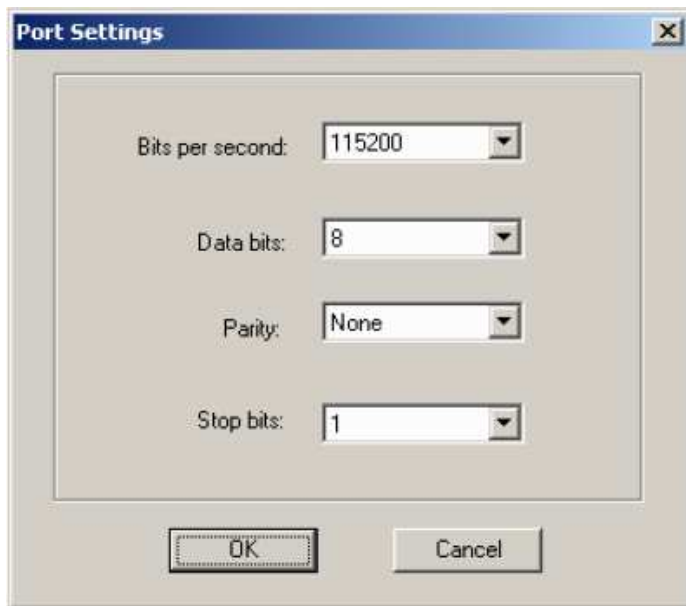 Port Settings
Bits per second: 115200
Data bits: 8
Parity: None
Stop bits: 1
OK Cancel